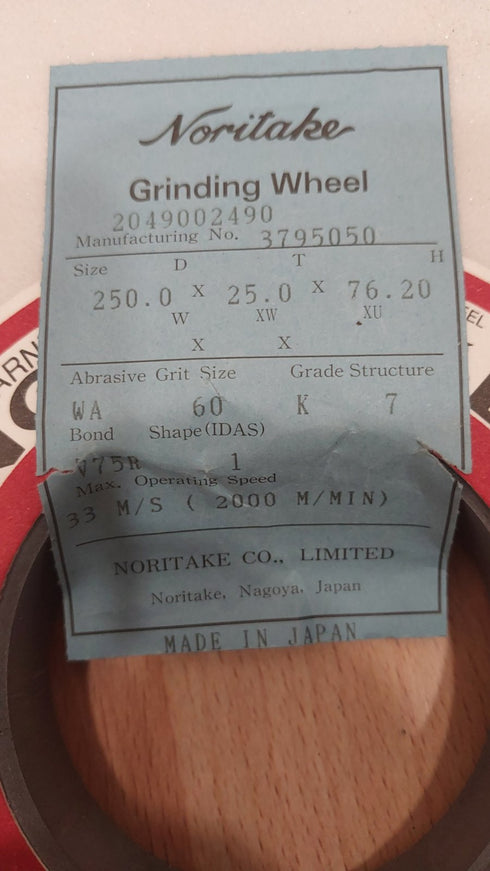 Noritake
Grinding Wheel
2049002490
Manufacturing No. 3795050
Size D T H
250.0 X 25.0 X 76.20
W XW XU
X X
Abrasive Grit Size Grade Structure
WA 60 K 7
Bond Shape(IDAS)
V75R 1
Max. Operating Speed
33 M/S ( 2000 M/MIN)
NORITAKE CO., LIMITED
Noritake, Nagoya, Japan
MADE IN JAPAN